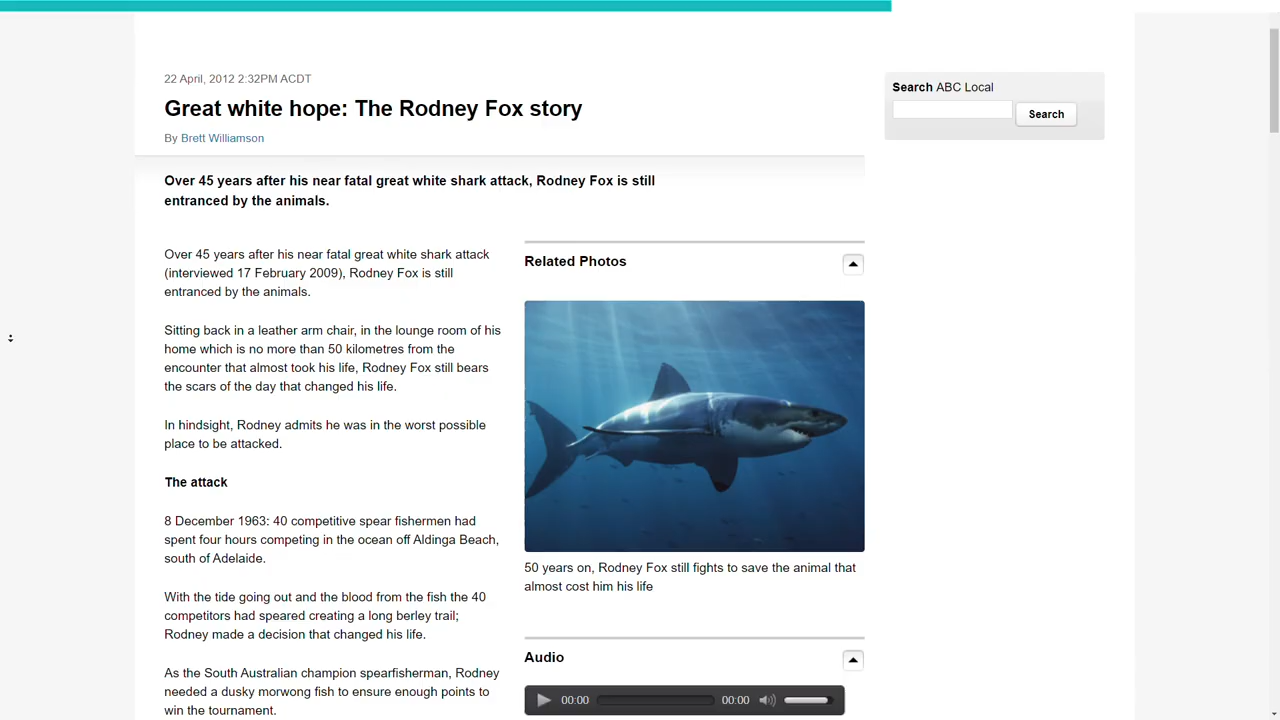 22 April, 2012 2:32PM ACDT
Great white hope: The Rodney Fox story
By Brett Williamson
Search ABC Local
Search
Over 45 years after his near fatal great white shark attack, Rodney Fox is still
entranced by the animals.
Over 45 years after his near fatal great white shark attack
(interviewed 17 February 2009), Rodney Fox is still
entranced by the animals.
Sitting back in a leather arm chair, in the lounge room of his
home which is no more than 50 kilometres from the
encounter that almost took his life, Rodney Fox still bears
the scars of the day that changed his life.
In hindsight, Rodney admits he was in the worst possible
place to be attacked.
The attack
8 December 1963: 40 competitive spear fishermen had
spent four hours competing in the ocean off Aldinga Beach,
south of Adelaide.
With the tide going out and the blood from the fish the 40
competitors had speared creating a long berley trail;
Rodney made a decision that changed his life.
As the South Australian champion spearfisherman, Rodney
needed a dusky morwong fish to ensure enough points to
win the tournament.
Related Photos
50 years on, Rodney Fox still fights to save the animal that
almost cost him his life
Audio
00:00 00:00